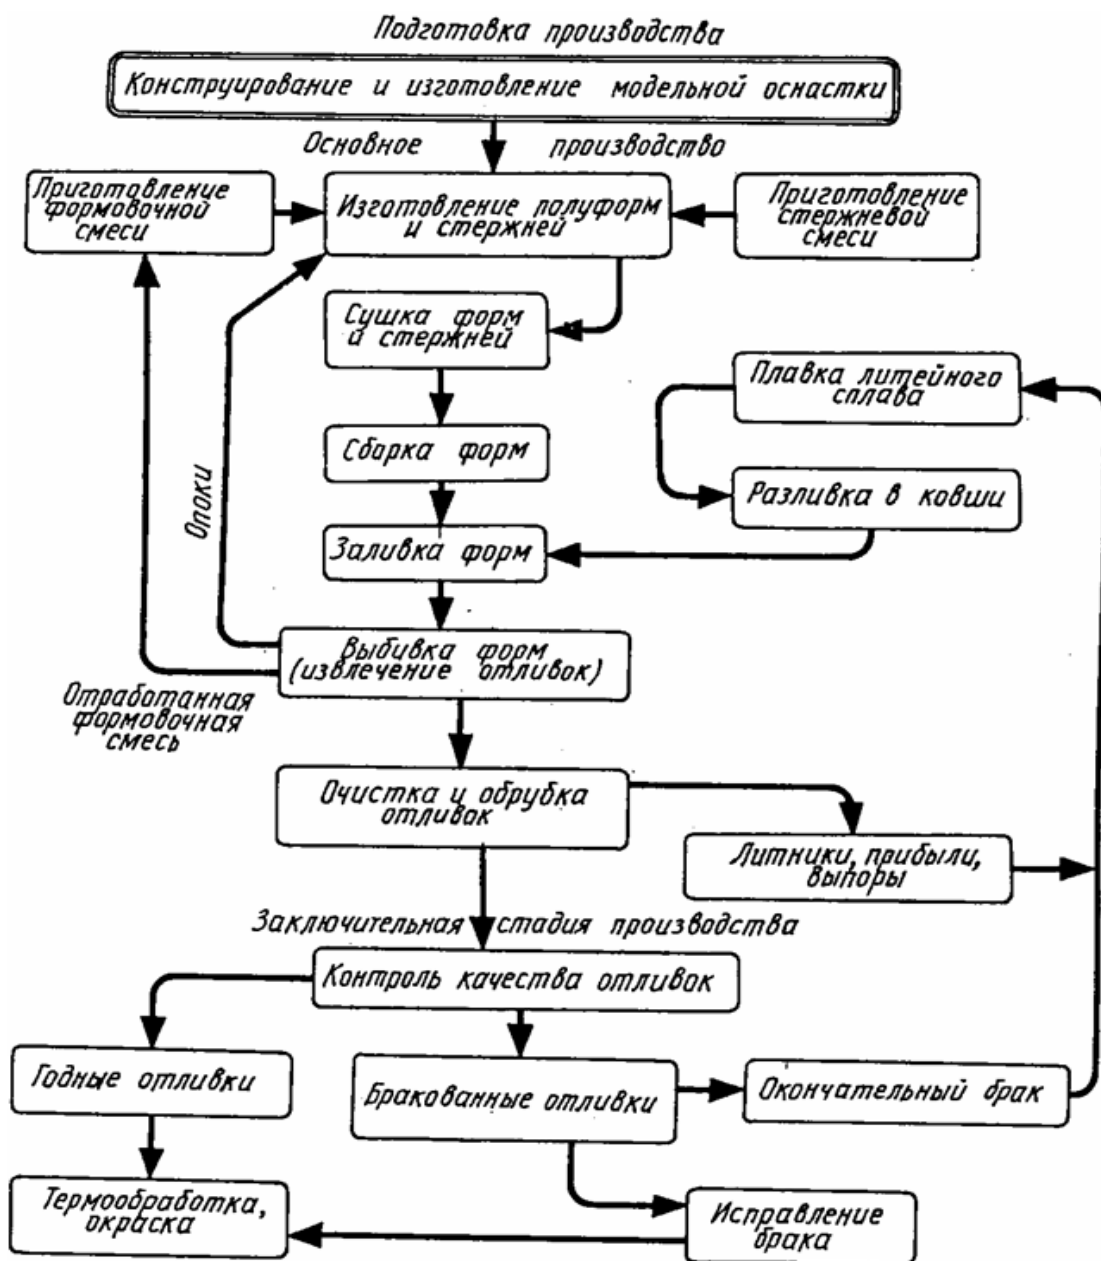 Подготовка производства
Конструирование и изготовление модельной оснастки
Основное производство
Приготовление
формовочной
смеси
Изготовление полуформ
и стержней
Приготовление
стержневой
смеси
Сушка форм
и стержней
Плавка литейного
сплава
Сборка форм
Разливка в ковши
Опоки
Заливка форм
Выбивка форм
(извлечение отливок)
Отработанная
формовочная
смесь
Очистка и обрубка
отливок
Литники, прибыли,
выпоры
Заключительная стадия производства
Контроль качества отливок
Годные отливки
Бракованные отливки
Окончательный брак
Термообработка,
окраска
Исправление
брака